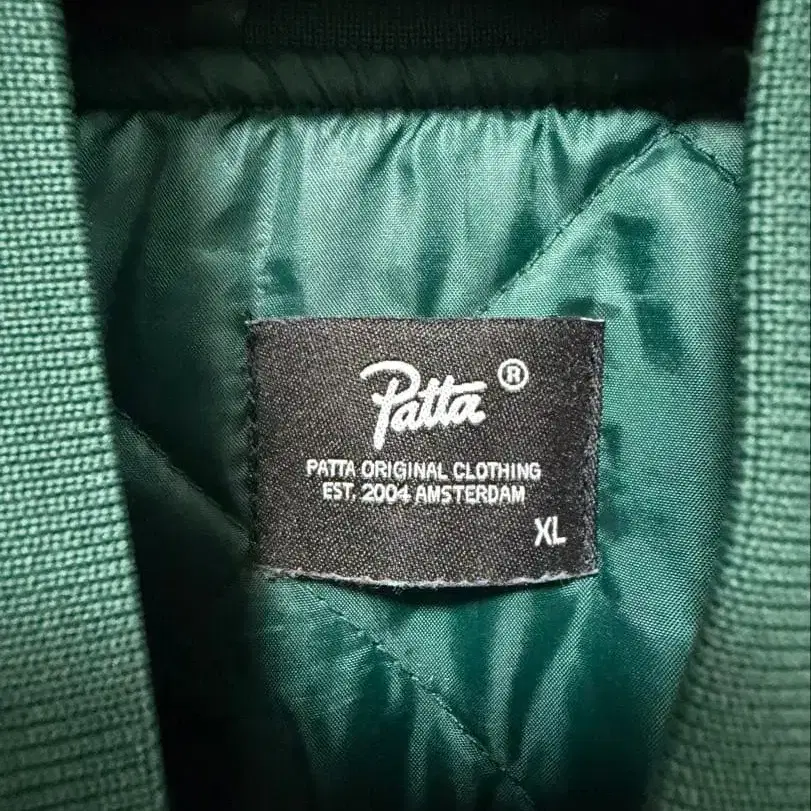 Patta ®
PATTA ORIGINAL CLOTHING
EST. 2004 AMSTERDAM
XL